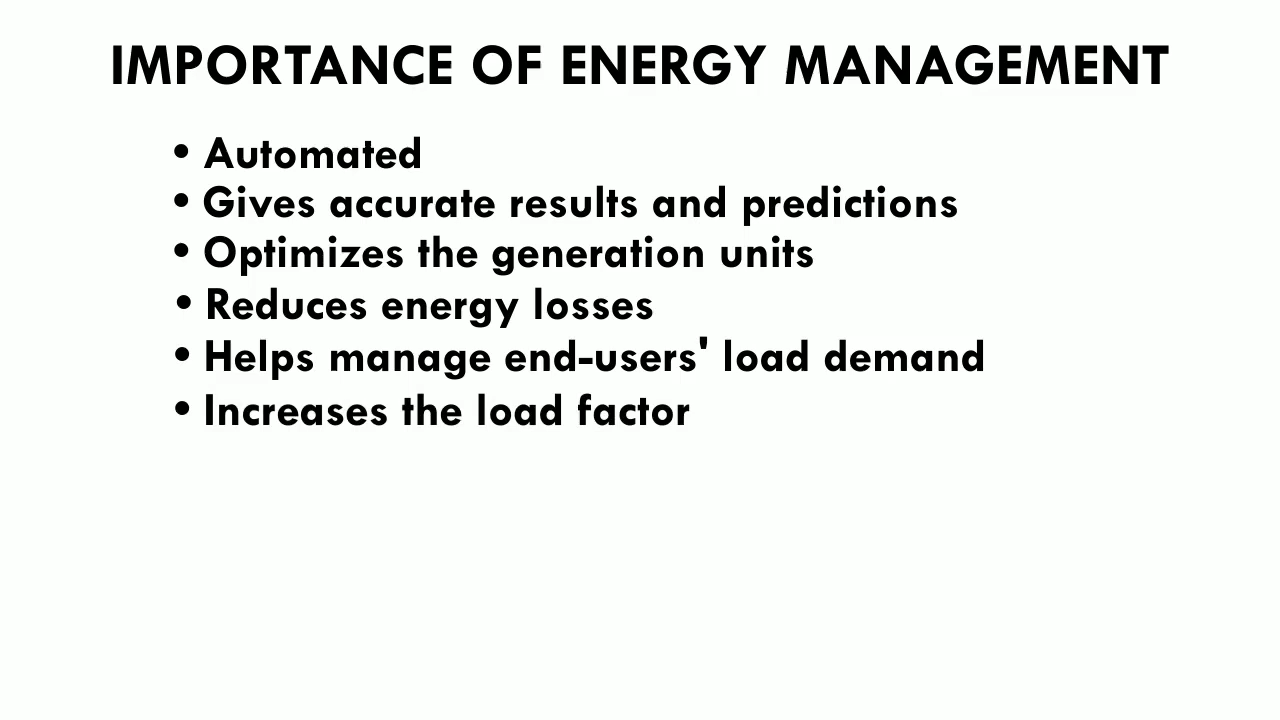 IMPORTANCE OF ENERGY MANAGEMENT
• Automated
• Gives accurate results and predictions
• Optimizes the generation units
• Reduces energy losses
• Helps manage end-users' load demand
• Increases the load factor